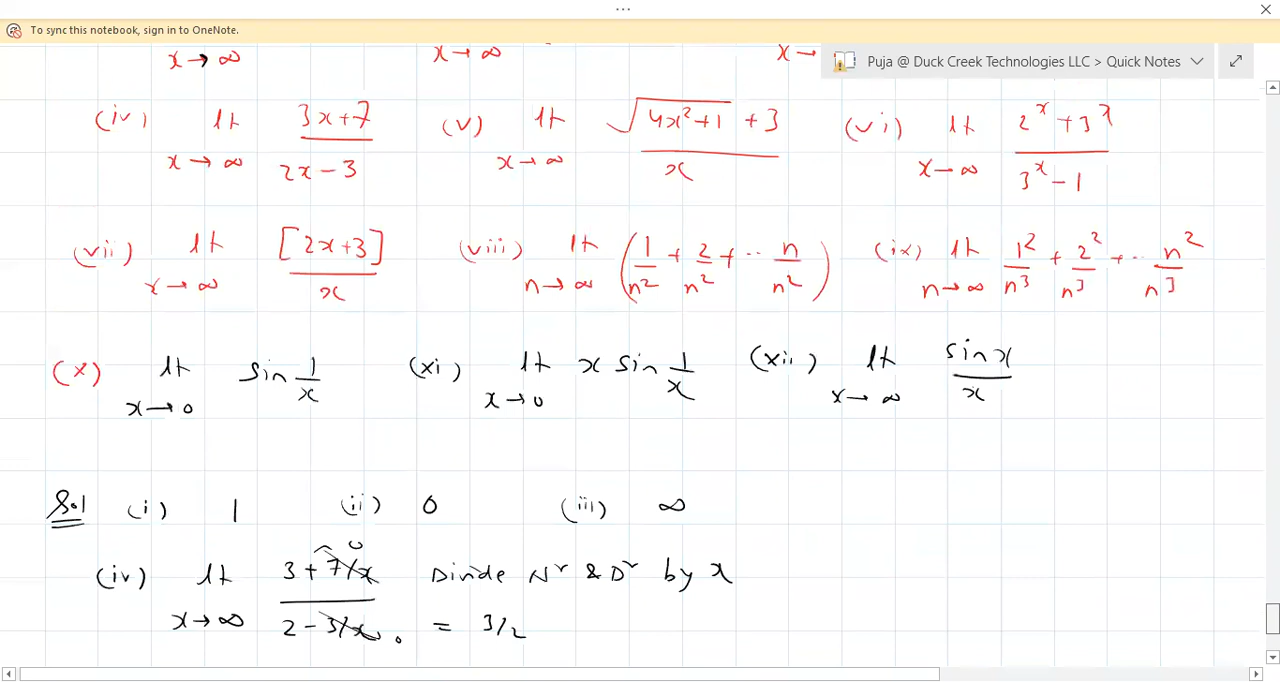 ...
To sync this notebook, sign in to OneNote.
Puja @ Duck Creek Technologies LLC > Quick Notes
x→∞ x→∞ x→
(iv) lt x→∞ (3x+7)/(2x-3) (v) lt x→∞ (√(4x²+1) + 3)/x (vi) lt x→∞ (2^x + 3^x)/(3^x - 1)
(vii) lt x→∞ [2x+3]/x (viii) lt n→∞ (1/n² + 2/n² + ·· n/n²) (ix) lt n→∞ 1²/n³ + 2²/n³ + ·· n²/n³
(x) lt x→0 sin 1/x (xi) lt x→0 x sin 1/x (xii) lt x→∞ sinx/x
Sol (i) 1 (ii) 0 (iii) ∞
(iv) lt x→∞ (3 + 7/x 0)/(2 - 3/x 0) Divide Nʳ & Dʳ by x
= 3/2